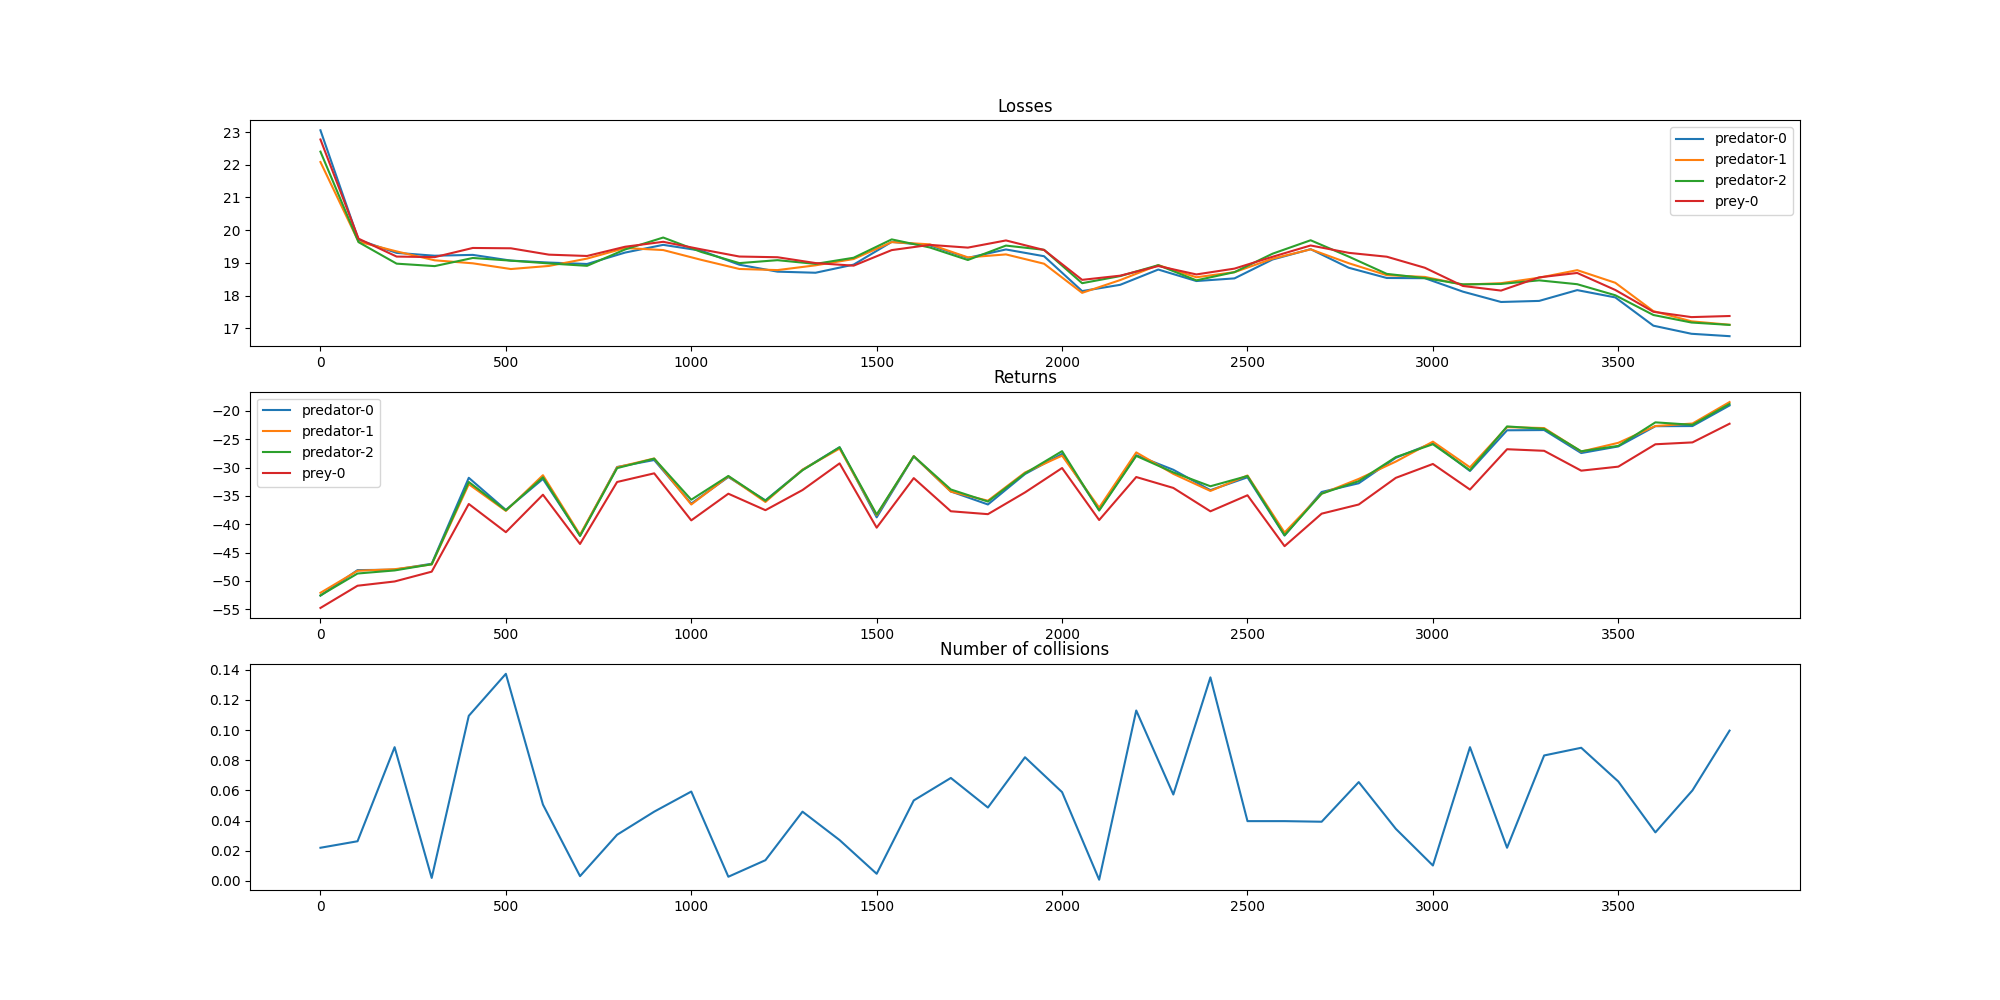 Losses
23
22
21
20
19
18
17
predator-0
predator-1
predator-2
prey-0
0 500 1000 1500 2000 2500 3000 3500
Returns
−20
−25
−30
−35
−40
−45
−50
−55
predator-0
predator-1
predator-2
prey-0
0 500 1000 1500 2000 2500 3000 3500
Number of collisions
0.14
0.12
0.10
0.08
0.06
0.04
0.02
0.00
0 500 1000 1500 2000 2500 3000 3500